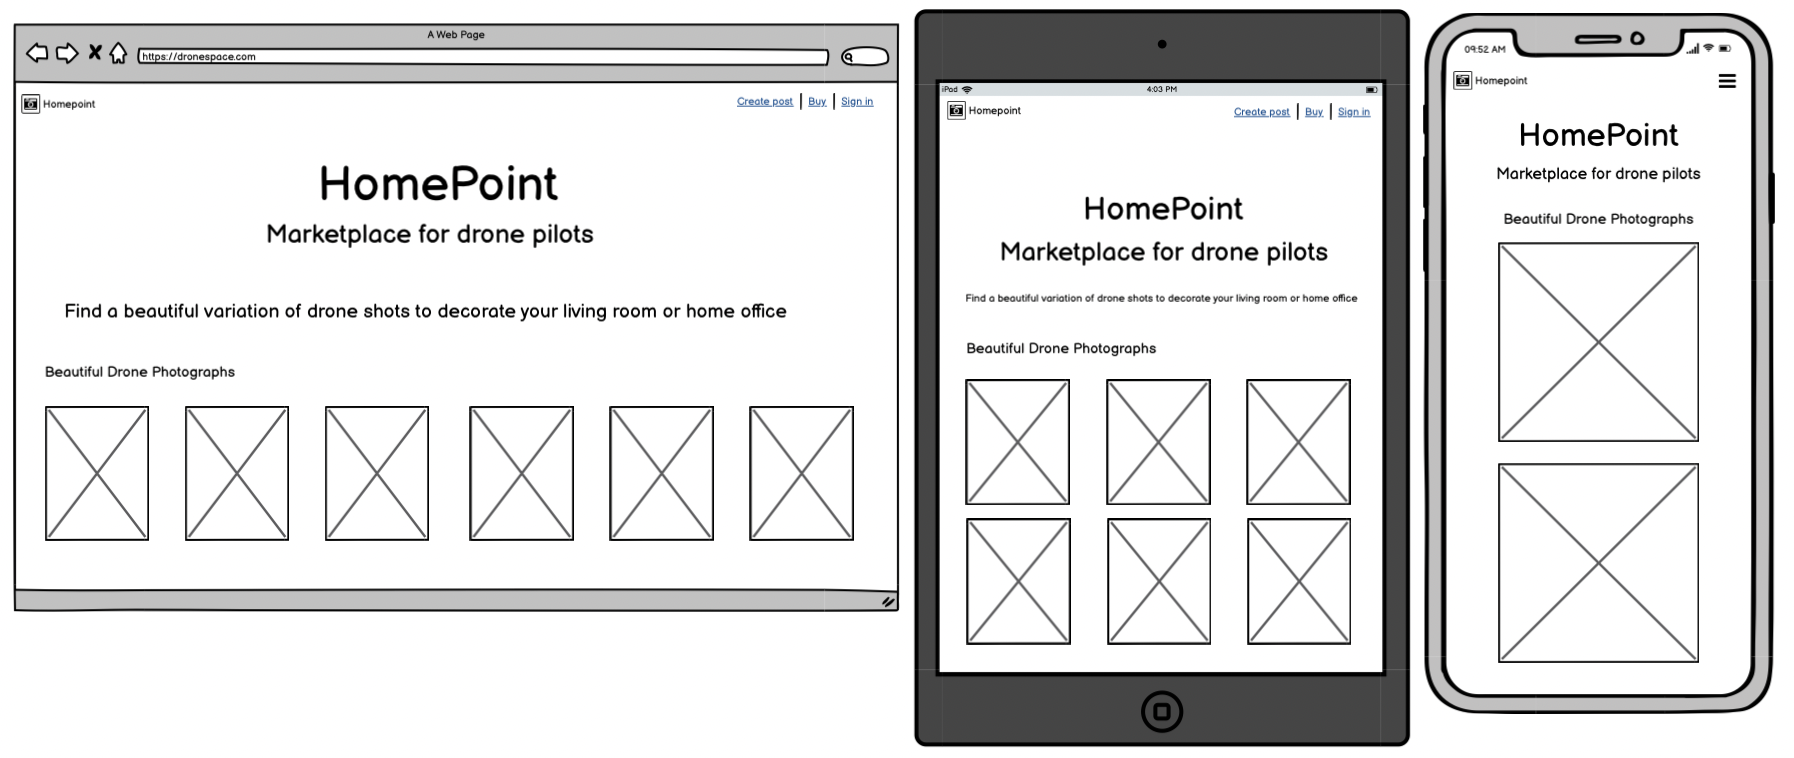 A Web Page
https://dronespace.com
Homepoint
Create post Buy Sign in
HomePoint
Marketplace for drone pilots
Find a beautiful variation of drone shots to decorate your living room or home office
Beautiful Drone Photographs
iPad 4:03 PM
Homepoint
Create post Buy Sign in
HomePoint
Marketplace for drone pilots
Find a beautiful variation of drone shots to decorate your living room or home office
Beautiful Drone Photographs
09:52 AM
Homepoint
HomePoint
Marketplace for drone pilots
Beautiful Drone Photographs